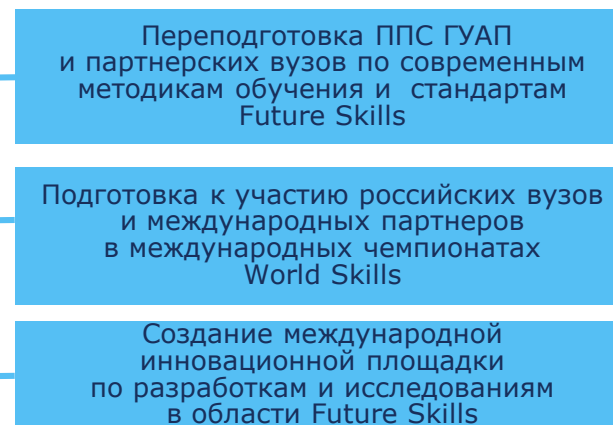 Переподготовка ППС ГУАП
и партнерских вузов по современным
методикам обучения и стандартам
Future Skills
Подготовка к участию российских вузов
и международных партнеров
в международных чемпионатах
World Skills
Создание международной
инновационной площадки
по разработкам и исследованиям
в области Future Skills